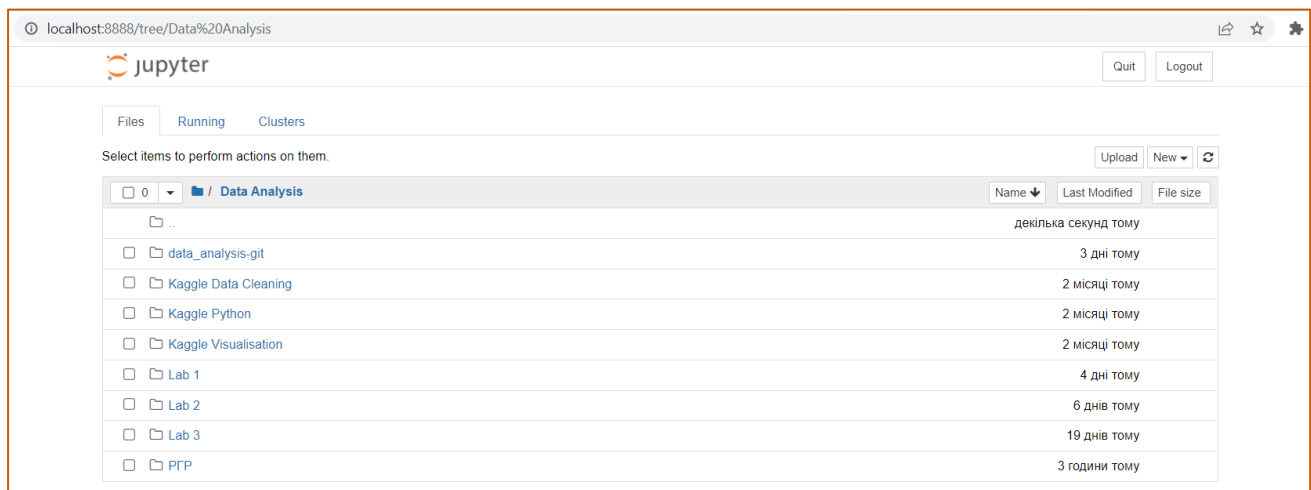 localhost:8888/tree/Data%20Analysis
jupyter Quit Logout
Files Running Clusters
Select items to perform actions on them. Upload New
0 / Data Analysis Name Last Modified File size
.. декілька секунд тому
data_analysis-git 3 дні тому
Kaggle Data Cleaning 2 місяці тому
Kaggle Python 2 місяці тому
Kaggle Visualisation 2 місяці тому
Lab 1 4 дні тому
Lab 2 6 днів тому
Lab 3 19 днів тому
РГР 3 години тому